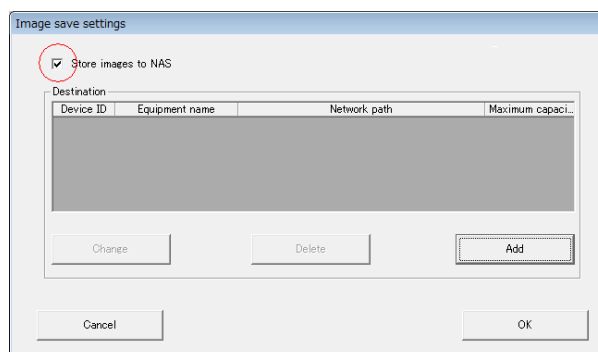 Image save settings
Store images to NAS
Destination
Device ID Equipment name Network path Maximum capaci...
Change Delete Add
Cancel OK